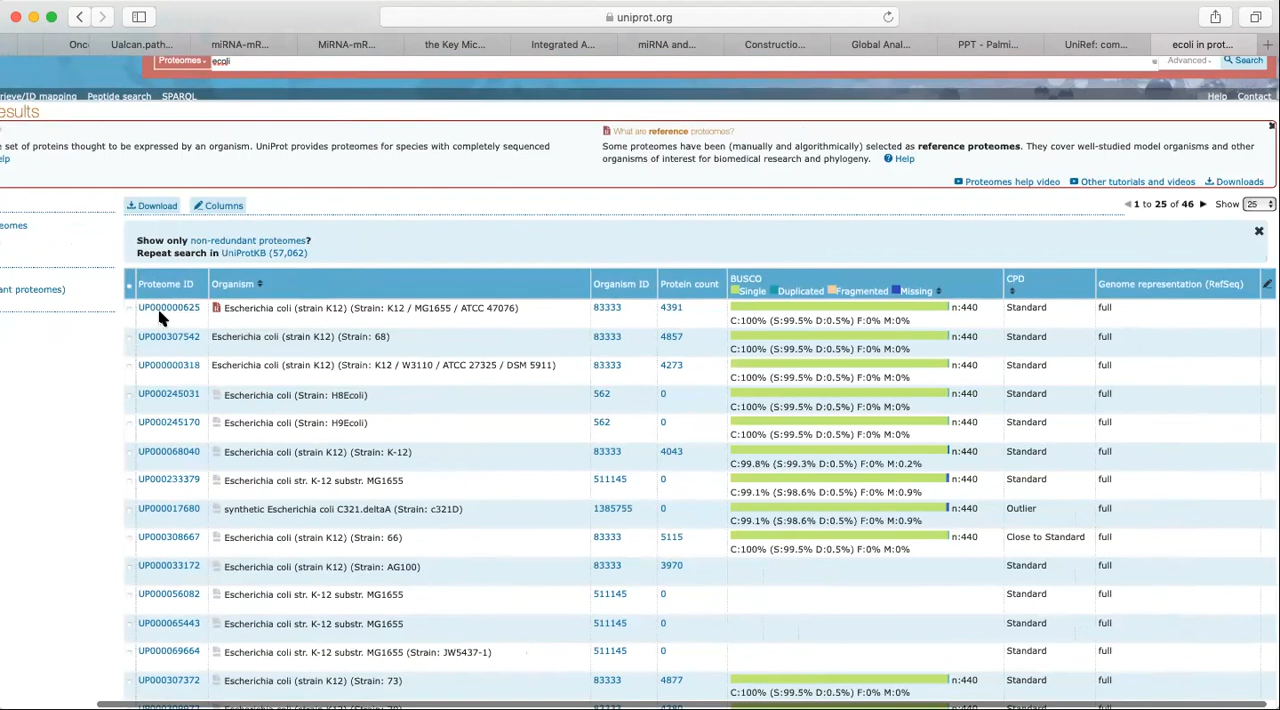 uniprot.org
Onc
Ualcan.path...
miRNA-mR...
MiRNA-mR...
the Key Mic...
Integrated A...
miRNA and...
Constructio...
Global Anal...
PPT - Palmi...
UniRef: com...
ecoli in prot...
Proteomes
ecoli
Advanced
Search
rieve/ID mapping Peptide search SPARQL
Help Contact
esults
What are reference proteomes?
e set of proteins thought to be expressed by an organism. UniProt provides proteomes for species with completely sequenced
elp
Some proteomes have been (manually and algorithmically) selected as reference proteomes. They cover well-studied model organisms and other
organisms of interest for biomedical research and phylogeny. Help
Proteomes help video Other tutorials and videos Downloads
Download Columns
1 to 25 of 46 Show 25
eomes
ant proteomes)
Show only non-redundant proteomes?
Repeat search in UniProtKB (57,062)
Proteome ID Organism Organism ID Protein count BUSCO Single Duplicated Fragmented Missing CPD Genome representation (RefSeq)
UP000000625 Escherichia coli (strain K12) (Strain: K12 / MG1655 / ATCC 47076) 83333 4391 n:440 Standard full
C:100% (S:99.5% D:0.5%) F:0% M:0%
UP000307542 Escherichia coli (strain K12) (Strain: 68) 83333 4857 n:440 Standard full
C:100% (S:99.5% D:0.5%) F:0% M:0%
UP000000318 Escherichia coli (strain K12) (Strain: K12 / W3110 / ATCC 27325 / DSM 5911) 83333 4273 n:440 Standard full
C:100% (S:99.5% D:0.5%) F:0% M:0%
UP000245031 Escherichia coli (Strain: H8Ecoli) 562 0 n:440 Standard full
C:100% (S:99.5% D:0.5%) F:0% M:0%
UP000245170 Escherichia coli (Strain: H9Ecoli) 562 0 n:440 Standard full
C:100% (S:99.5% D:0.5%) F:0% M:0%
UP000068040 Escherichia coli (strain K12) (Strain: K-12) 83333 4043 n:440 Standard full
C:99.8% (S:99.3% D:0.5%) F:0% M:0.2%
UP000233379 Escherichia coli str. K-12 substr. MG1655 511145 0 n:440 Standard full
C:99.1% (S:98.6% D:0.5%) F:0% M:0.9%
UP000017680 synthetic Escherichia coli C321.deltaA (Strain: c321D) 1385755 0 n:440 Outlier full
C:99.1% (S:98.6% D:0.5%) F:0% M:0.9%
UP000308667 Escherichia coli (strain K12) (Strain: 66) 83333 5115 n:440 Close to Standard full
C:100% (S:99.5% D:0.5%) F:0% M:0%
UP000033172 Escherichia coli (strain K12) (Strain: AG100) 83333 3970 Standard full
UP000056082 Escherichia coli str. K-12 substr. MG1655 511145 0 Standard full
UP000065443 Escherichia coli str. K-12 substr. MG1655 511145 0 Standard full
UP000069664 Escherichia coli str. K-12 substr. MG1655 (Strain: JW5437-1) 511145 0 Standard full
UP000307372 Escherichia coli (strain K12) (Strain: 73) 83333 4877 n:440 Standard full
C:100% (S:99.5% D:0.5%) F:0% M:0%